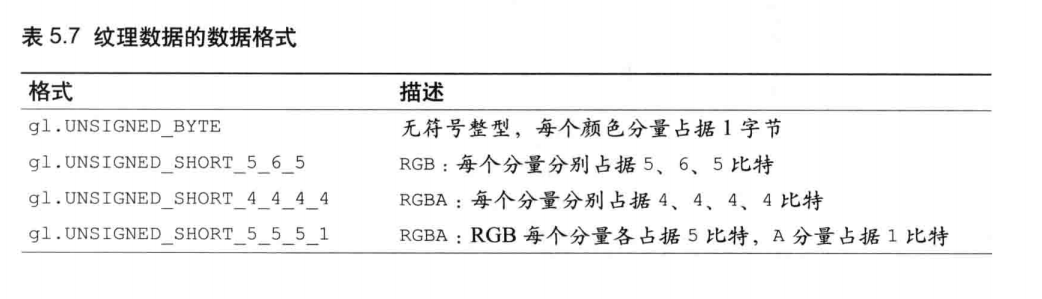 表 5.7 纹理数据的数据格式
格式 描述
gl.UNSIGNED_BYTE 无符号整型，每个颜色分量占据 1 字节
gl.UNSIGNED_SHORT_5_6_5 RGB：每个分量分别占据 5、6、5 比特
gl.UNSIGNED_SHORT_4_4_4_4 RGBA：每个分量分别占据 4、4、4、4 比特
gl.UNSIGNED_SHORT_5_5_5_1 RGBA：RGB 每个分量各占据 5 比特，A 分量占据 1 比特